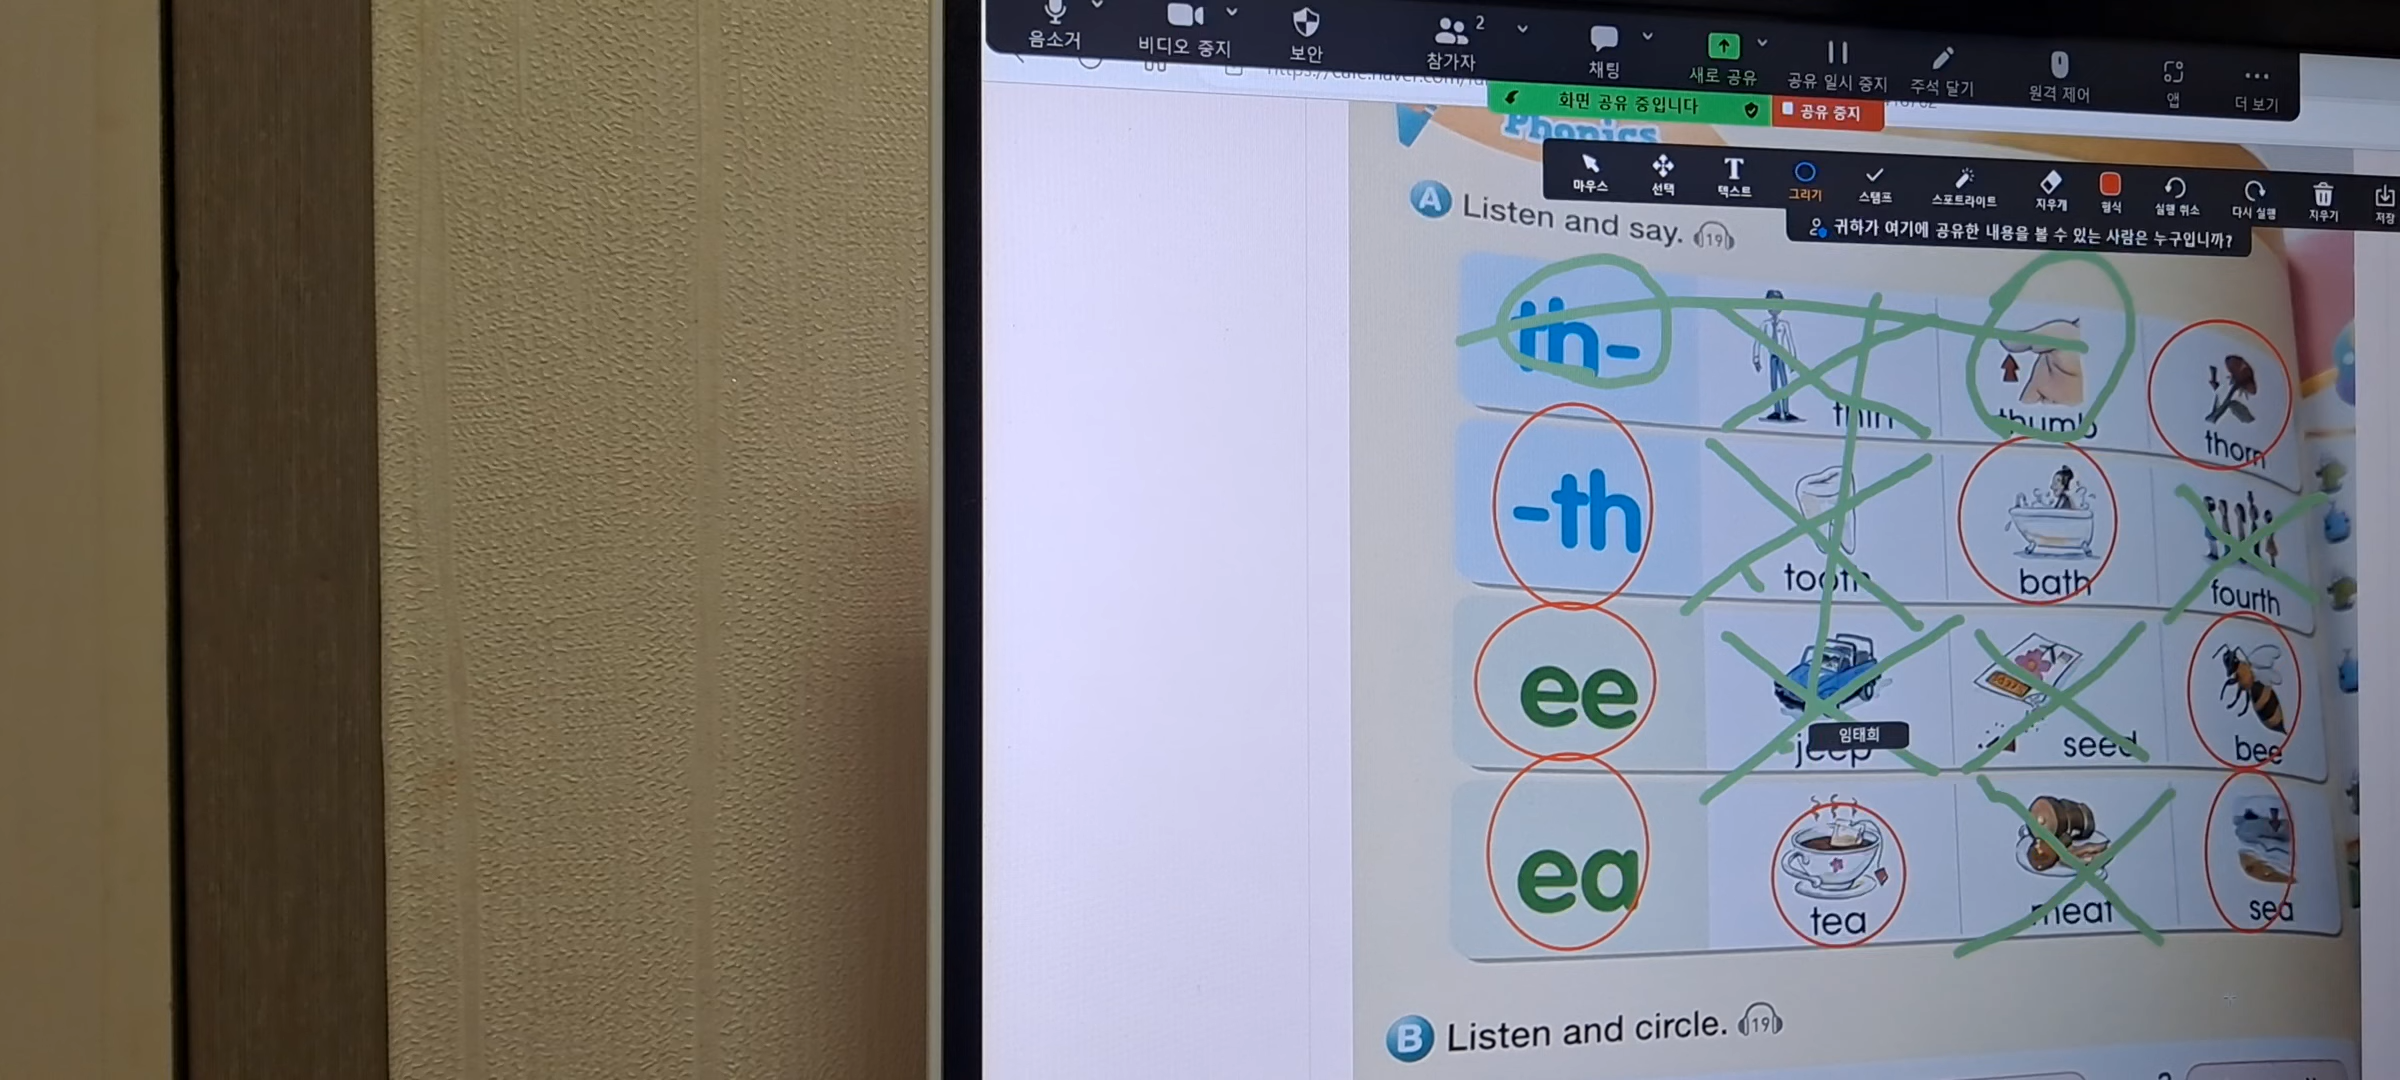 음소거 비디오 중지 보안 참가자 2 채팅 새로 공유 공유 일시 중지 주석 달기 원격 제어 앱 더 보기
화면 공유 중입니다 공유 중지
Phonics
마우스 선택 텍스트 그리기 스탬프 스포트라이트 지우개 형식 실행 취소 다시 실행 지우기 저장
귀하가 여기에 공유한 내용을 볼 수 있는 사람은 누구입니까?
A Listen and say. 19
th- thin thumb thorn
-th tooth bath fourth
ee jeep seed bee
임태희
ea tea meat sea
B Listen and circle. 19